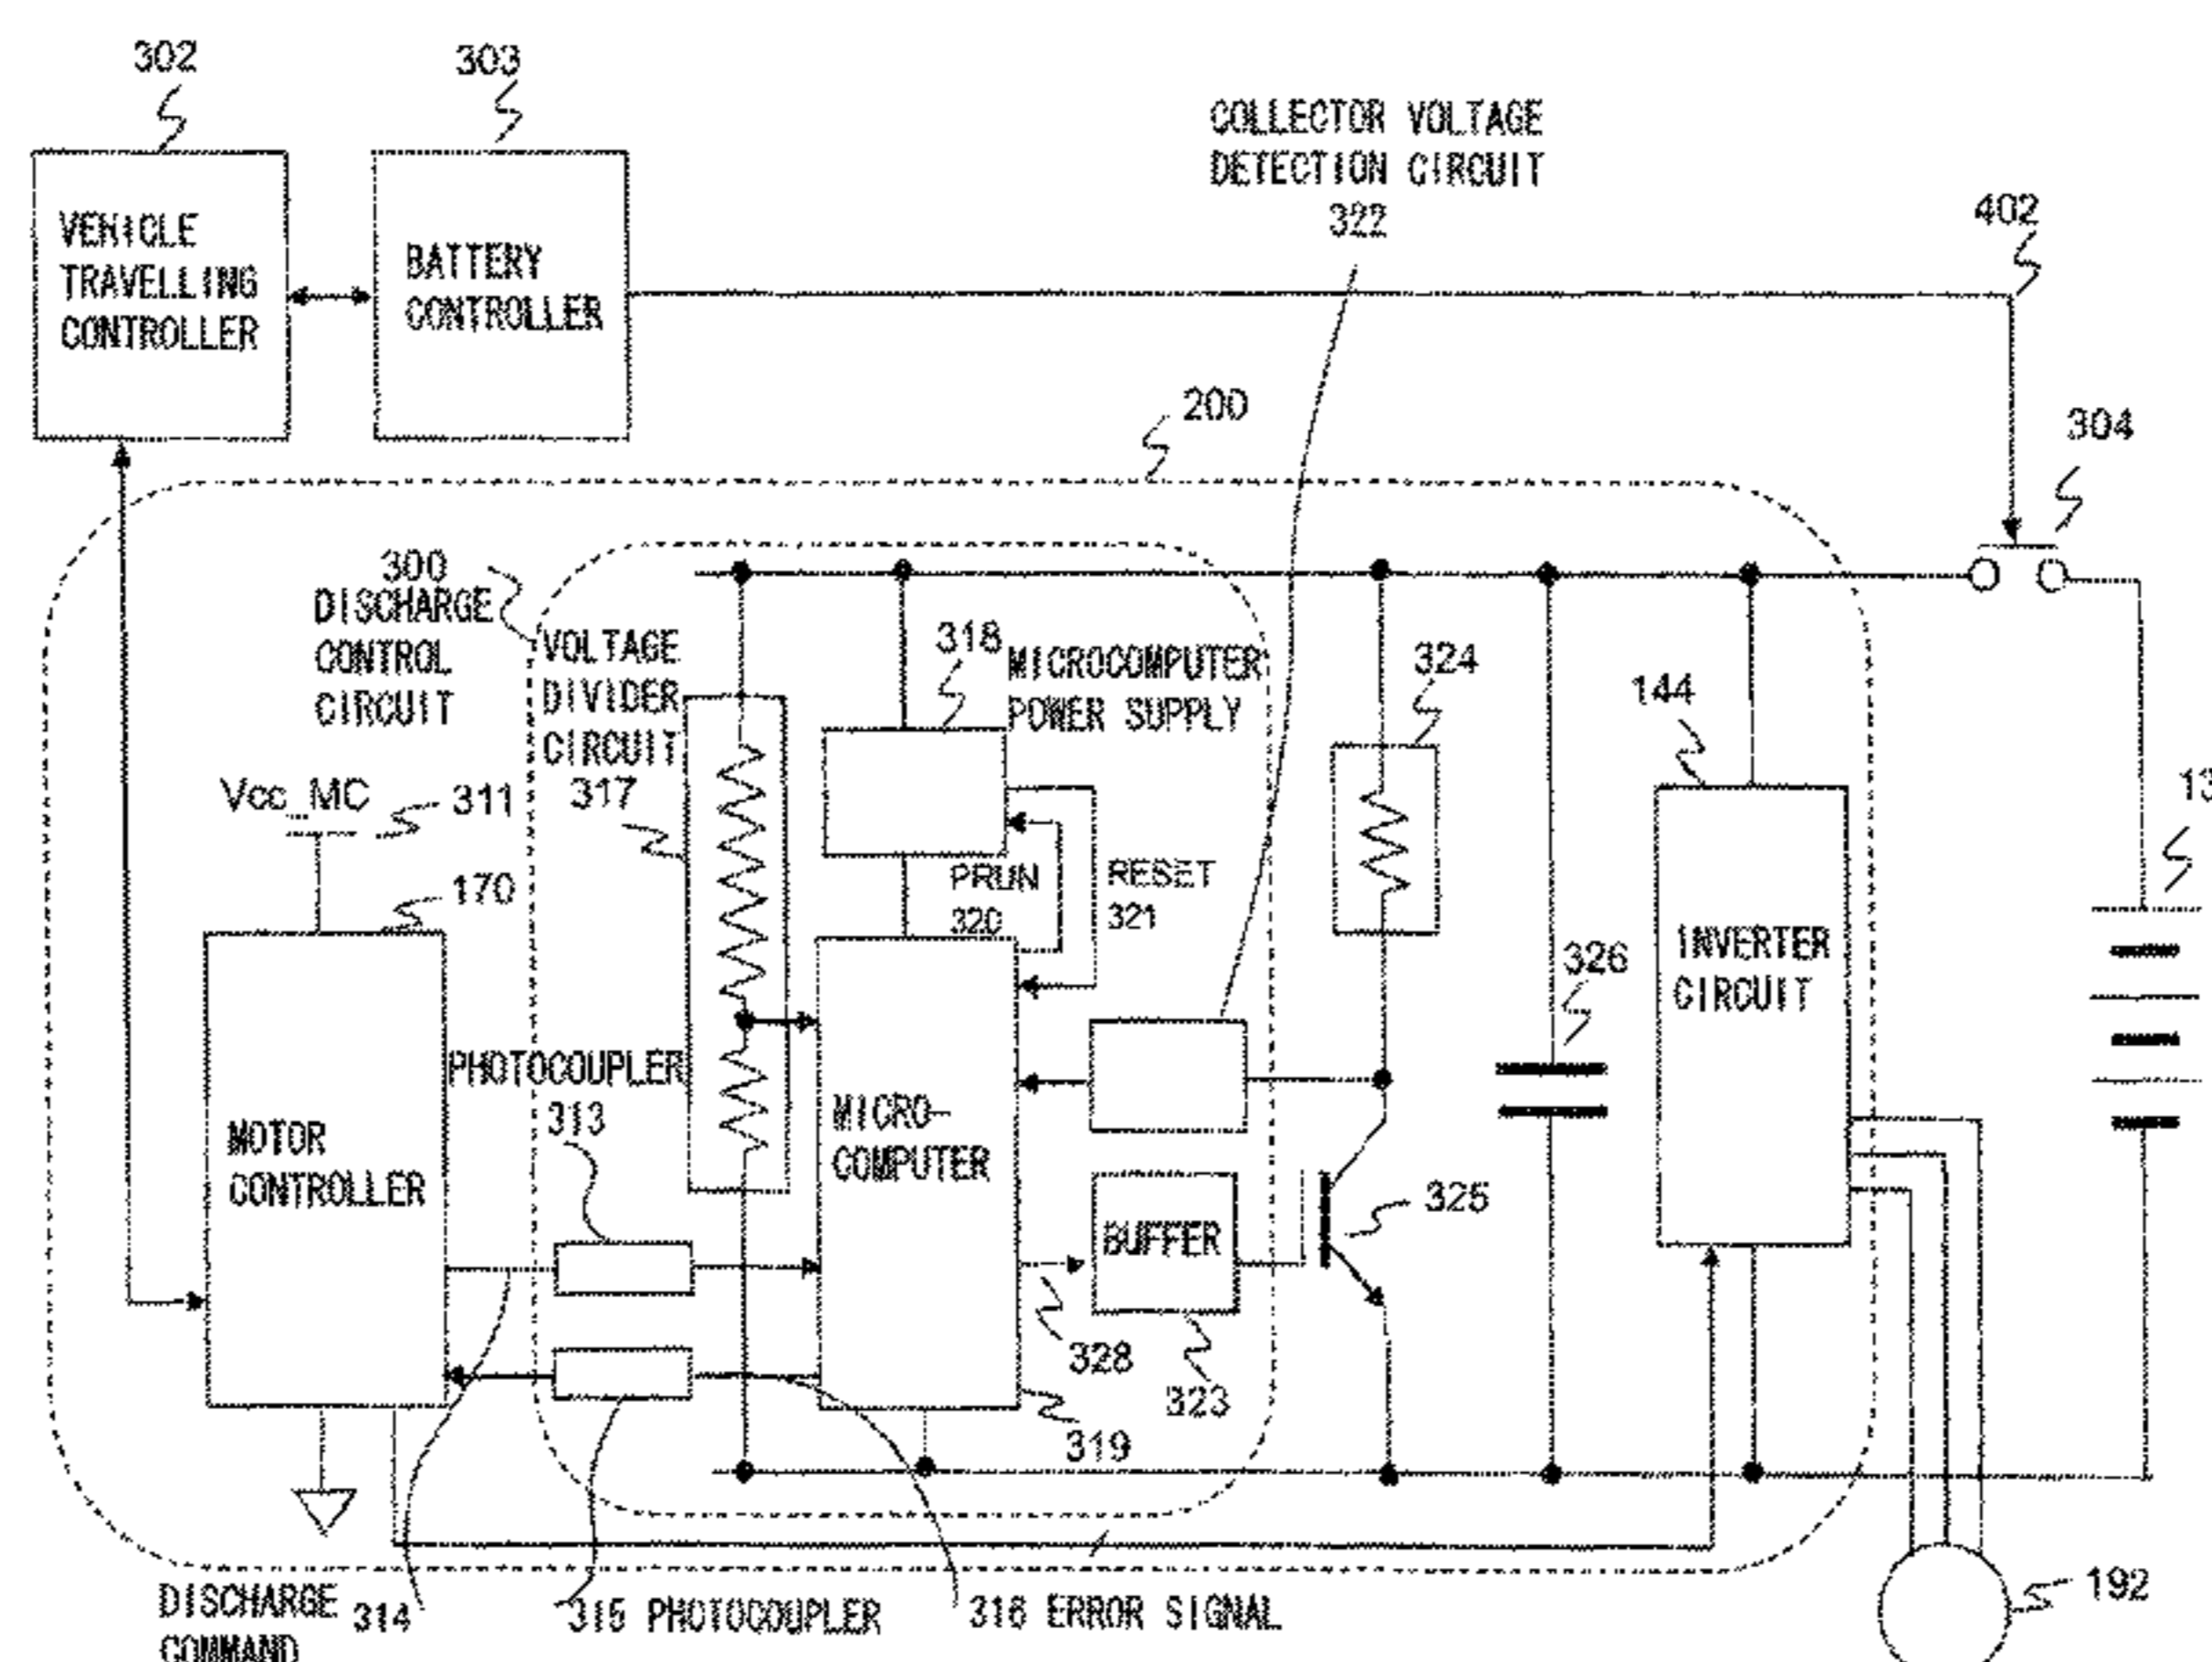 302
303
COLLECTOR VOLTAGE
DETECTION CIRCUIT
322
402
VEHICLE
TRAVELLING
CONTROLLER
BATTERY
CONTROLLER
200
304
300
DISCHARGE
CONTROL
CIRCUIT
VOLTAGE
DIVIDER
CIRCUIT
317
318
MICROCOMPUTER
POWER SUPPLY
324
144
Vcc_MC
311
13
170
PRUN
320
RESET
321
INVERTER
CIRCUIT
326
PHOTOCOUPLER
313
MICRO-
COMPUTER
MOTOR
CONTROLLER
BUFFER
325
328
323
319
DISCHARGE
COMMAND
314
315 PHOTOCOUPLER
316 ERROR SIGNAL
192